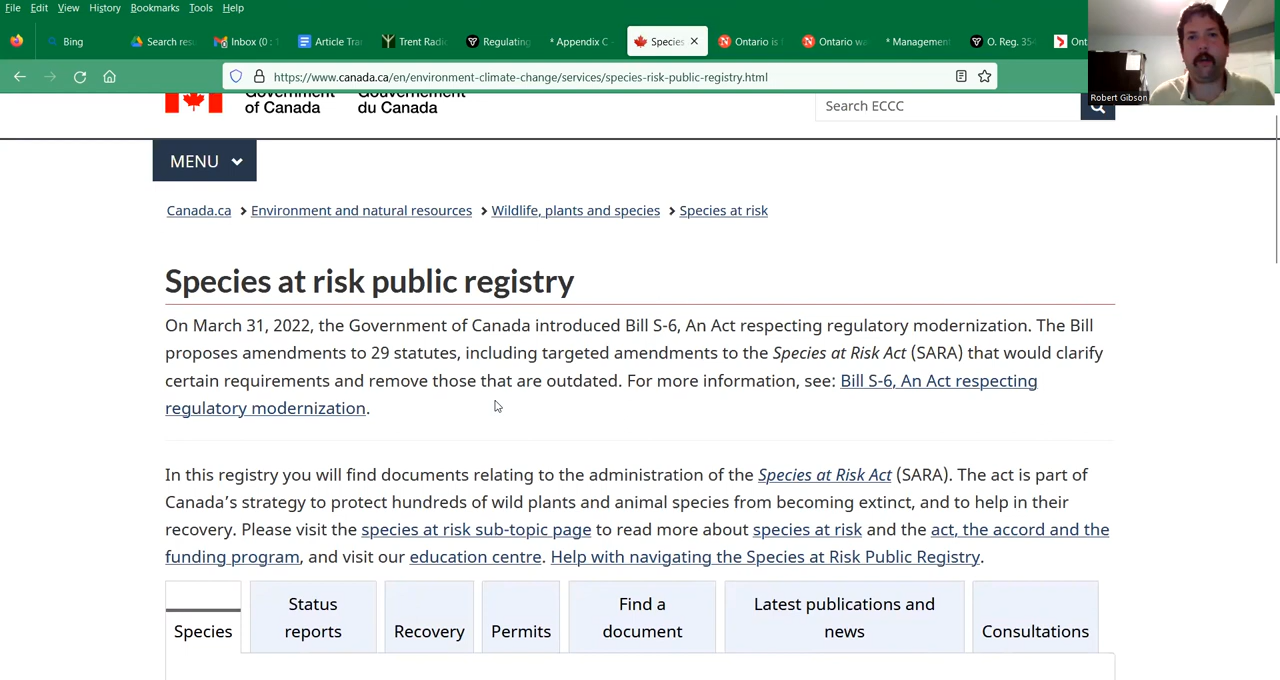 File Edit View History Bookmarks Tools Help
Bing
Search res
Inbox (0 :
Article Tra
Trent Radi
Regulating
* Appendix C -
Species
Ontario is
Ontario wa
* Management
O. Reg. 354
Ont
https://www.canada.ca/en/environment-climate-change/services/species-risk-public-registry.html
Robert Gibson
Government of Canada
Gouvernement du Canada
Search ECCC
MENU
Canada.ca > Environment and natural resources > Wildlife, plants and species > Species at risk
Species at risk public registry
On March 31, 2022, the Government of Canada introduced Bill S-6, An Act respecting regulatory modernization. The Bill
proposes amendments to 29 statutes, including targeted amendments to the Species at Risk Act (SARA) that would clarify
certain requirements and remove those that are outdated. For more information, see: Bill S-6, An Act respecting
regulatory modernization.
In this registry you will find documents relating to the administration of the Species at Risk Act (SARA). The act is part of
Canada's strategy to protect hundreds of wild plants and animal species from becoming extinct, and to help in their
recovery. Please visit the species at risk sub-topic page to read more about species at risk and the act, the accord and the
funding program, and visit our education centre. Help with navigating the Species at Risk Public Registry.
Species
Status
reports
Recovery
Permits
Find a
document
Latest publications and
news
Consultations